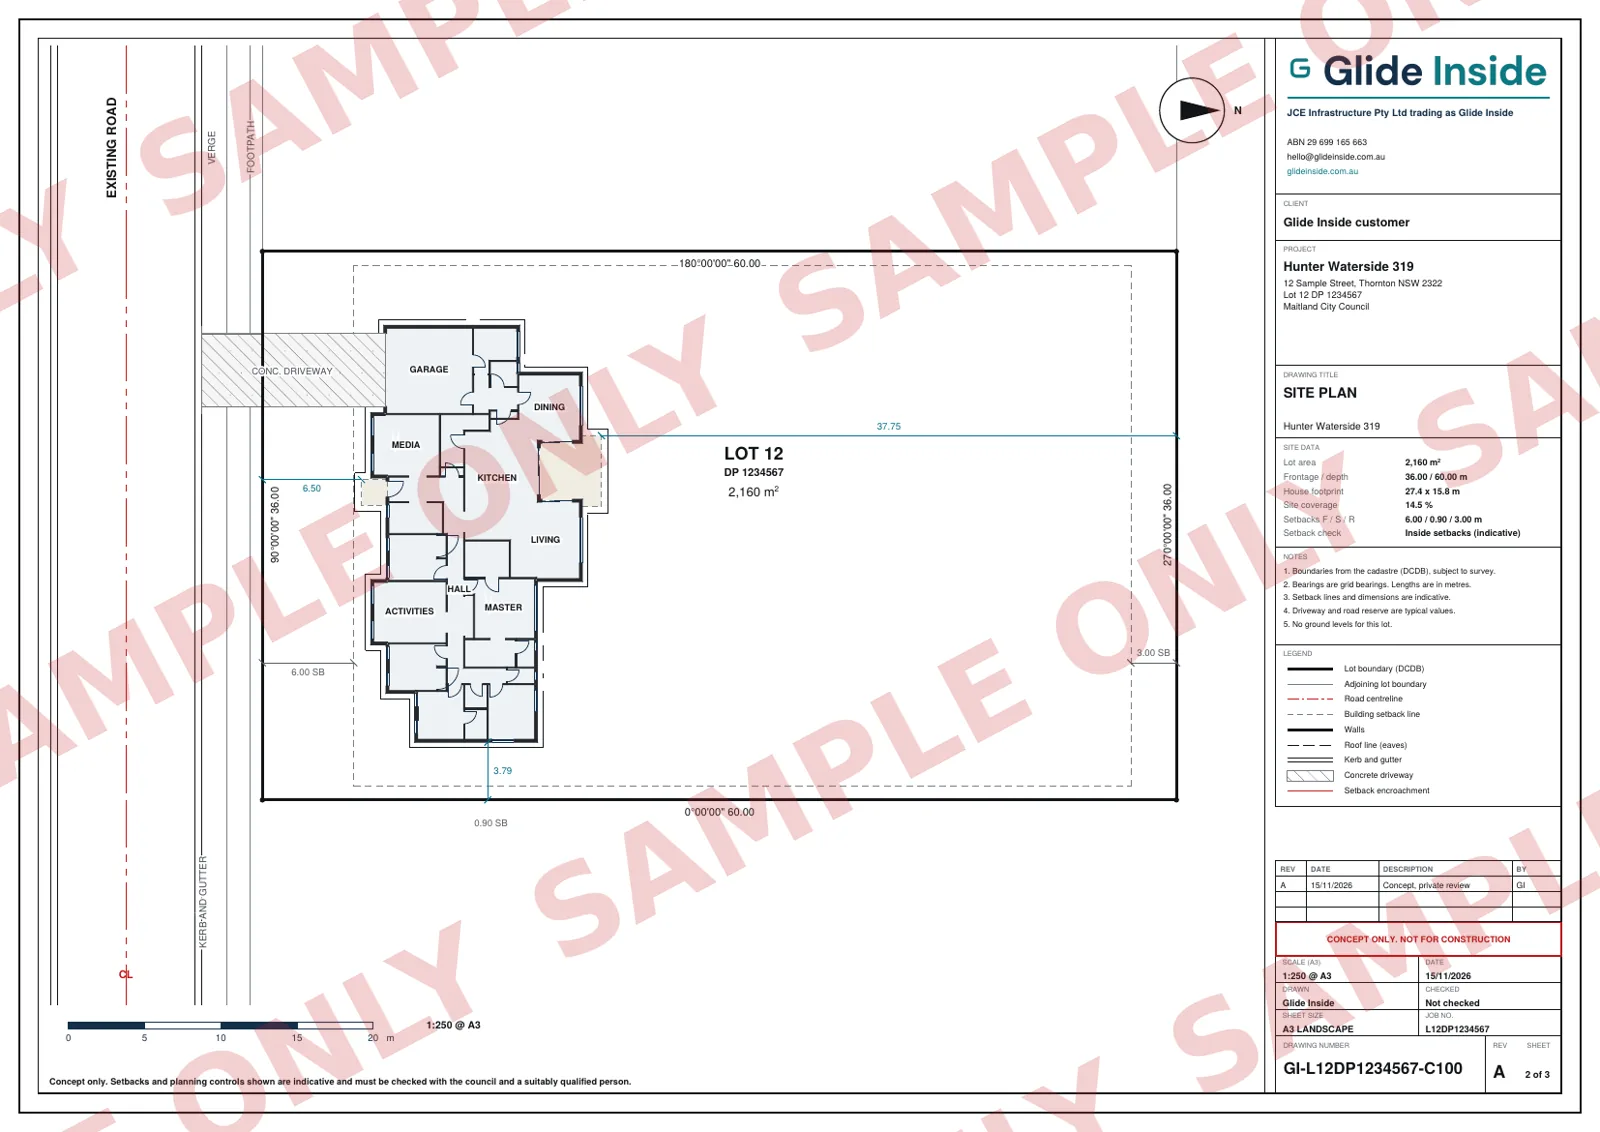 SAMPLE ONLY SAMPLE ONLY SAMPLE ONLY
EXISTING ROAD
VERGE
FOOTPATH
KERB AND GUTTER
CL
N
180°00'00" 60.00
CONC. DRIVEWAY
GARAGE
DINING
MEDIA
KITCHEN
LIVING
HALL
MASTER
ACTIVITIES
37.75
LOT 12
DP 1234567
2,160 m²
6.50
90°00'00" 36.00
270°00'00" 36.00
6.00 SB
3.00 SB
3.79
0.90 SB
0°00'00" 60.00
0 5 10 15 20 m
1:250 @ A3
Concept only. Setbacks and planning controls shown are indicative and must be checked with the council and a suitably qualified person.
G Glide Inside
JCE Infrastructure Pty Ltd trading as Glide Inside
ABN 29 699 165 663
hello@glideinside.com.au
glideinside.com.au
CLIENT
Glide Inside customer
PROJECT
Hunter Waterside 319
12 Sample Street, Thornton NSW 2322
Lot 12 DP 1234567
Maitland City Council
DRAWING TITLE
SITE PLAN
Hunter Waterside 319
SITE DATA
Lot area 2,160 m²
Frontage / depth 36.00 / 60.00 m
House footprint 27.4 x 15.8 m
Site coverage 14.5 %
Setbacks F / S / R 6.00 / 0.90 / 3.00 m
Setback check Inside setbacks (indicative)
NOTES
1. Boundaries from the cadastre (DCDB), subject to survey.
2. Bearings are grid bearings. Lengths are in metres.
3. Setback lines and dimensions are indicative.
4. Driveway and road reserve are typical values.
5. No ground levels for this lot.
LEGEND
Lot boundary (DCDB)
Adjoining lot boundary
Road centreline
Building setback line
Walls
Roof line (eaves)
Kerb and gutter
Concrete driveway
Setback encroachment
REV DATE DESCRIPTION BY
A 15/11/2026 Concept, private review GI
CONCEPT ONLY. NOT FOR CONSTRUCTION
SCALE (A3) DATE
1:250 @ A3 15/11/2026
DRAWN CHECKED
Glide Inside Not checked
SHEET SIZE JOB NO.
A3 LANDSCAPE L12DP1234567
DRAWING NUMBER REV SHEET
GI-L12DP1234567-C100 A 2 of 3